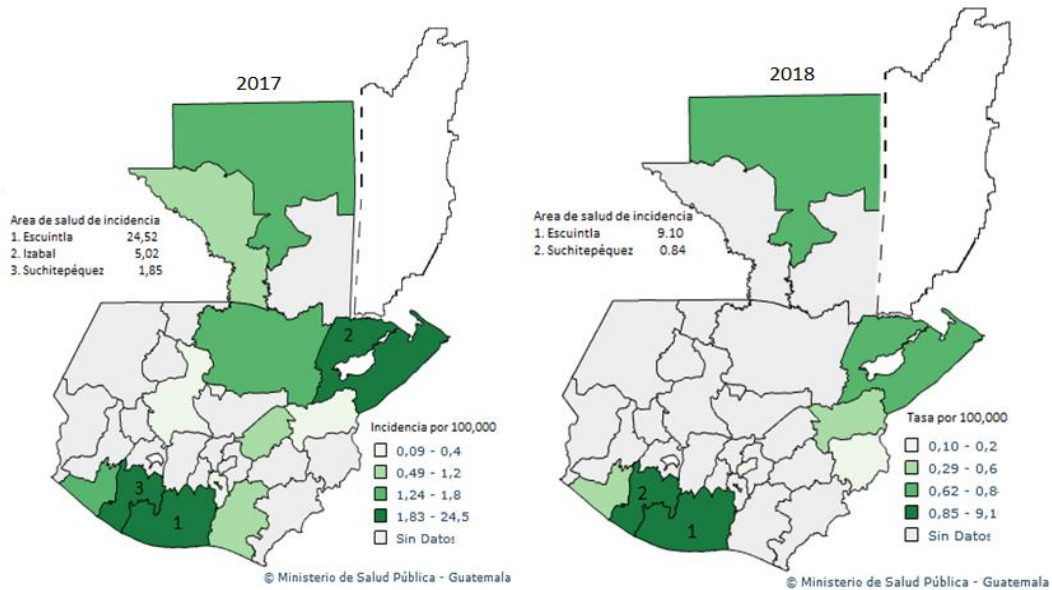 2017
Area de salud de incidencia
1. Escuintla 24,52
2. Izabal 5,02
3. Suchitepéquez 1,85
2
3
1
Incidencia por 100,000
0,09 - 0,4
0,49 - 1,2
1,24 - 1,8
1,83 - 24,5
Sin Datos
© Ministerio de Salud Pública - Guatemala
2018
Area de salud de incidencia
1. Escuintla 9.10
2. Suchitepéquez 0.84
2
1
Tasa por 100,000
0,10 - 0,2
0,29 - 0,6
0,62 - 0,8
0,85 - 9,1
Sin Datos
© Ministerio de Salud Pública - Guatemala